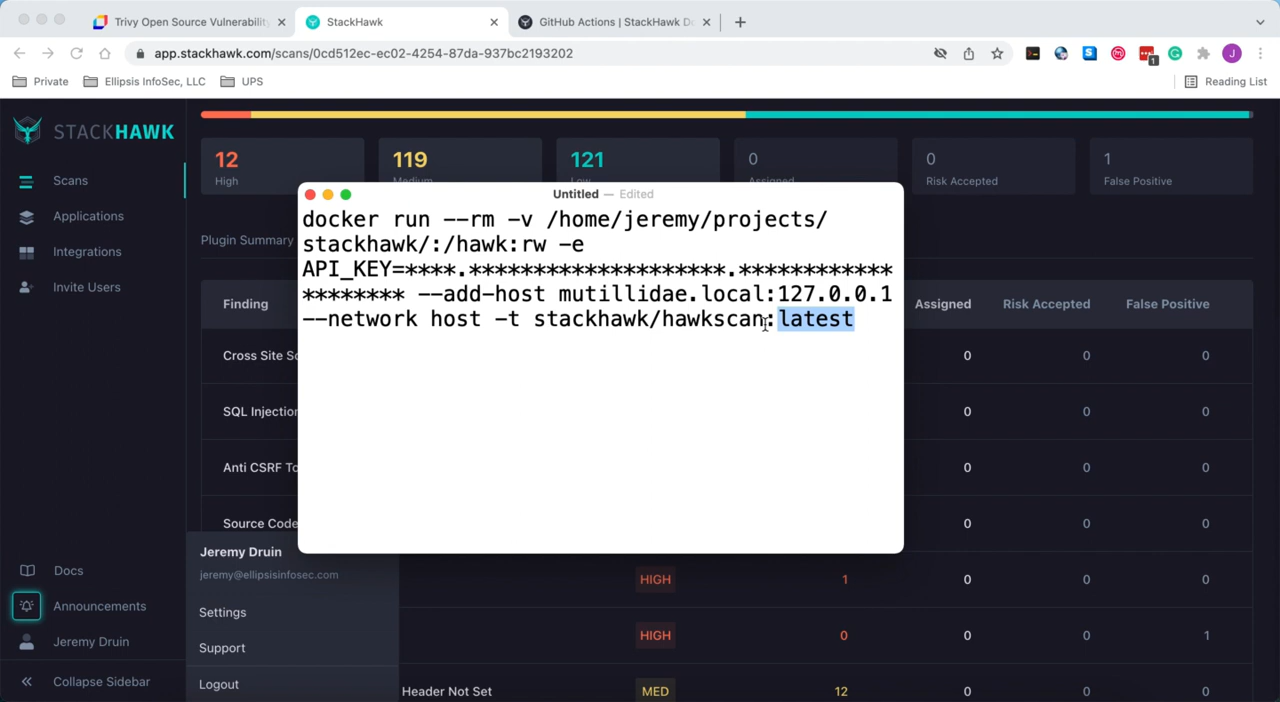 Trivy Open Source Vulnerability
StackHawk
GitHub Actions | StackHawk Do
app.stackhawk.com/scans/0cd512ec-ec02-4254-87da-937bc2193202
1
J
Private
Ellipsis InfoSec, LLC
UPS
Reading List
STACKHAWK
Scans
Applications
Integrations
Invite Users
12
High
119
Medium
121
Low
0
Assigned
0
Risk Accepted
1
False Positive
Plugin Summary
Untitled — Edited
docker run --rm -v /home/jeremy/projects/
stackhawk/:/hawk:rw -e
API_KEY=****.********************.************
******** --add-host mutillidae.local:127.0.0.1
--network host -t stackhawk/hawkscan:latest
Finding Assigned Risk Accepted False Positive
Cross Site Sc 0 0 0
SQL Injection 0 0 0
Anti CSRF To 0 0 0
Source Code 0 0 0
HIGH 1 0 0 0
HIGH 0 0 0 1
Header Not Set MED 12 0 0 0
Jeremy Druin
jeremy@ellipsisinfosec.com
Settings
Support
Logout
Docs
Announcements
Jeremy Druin
Collapse Sidebar